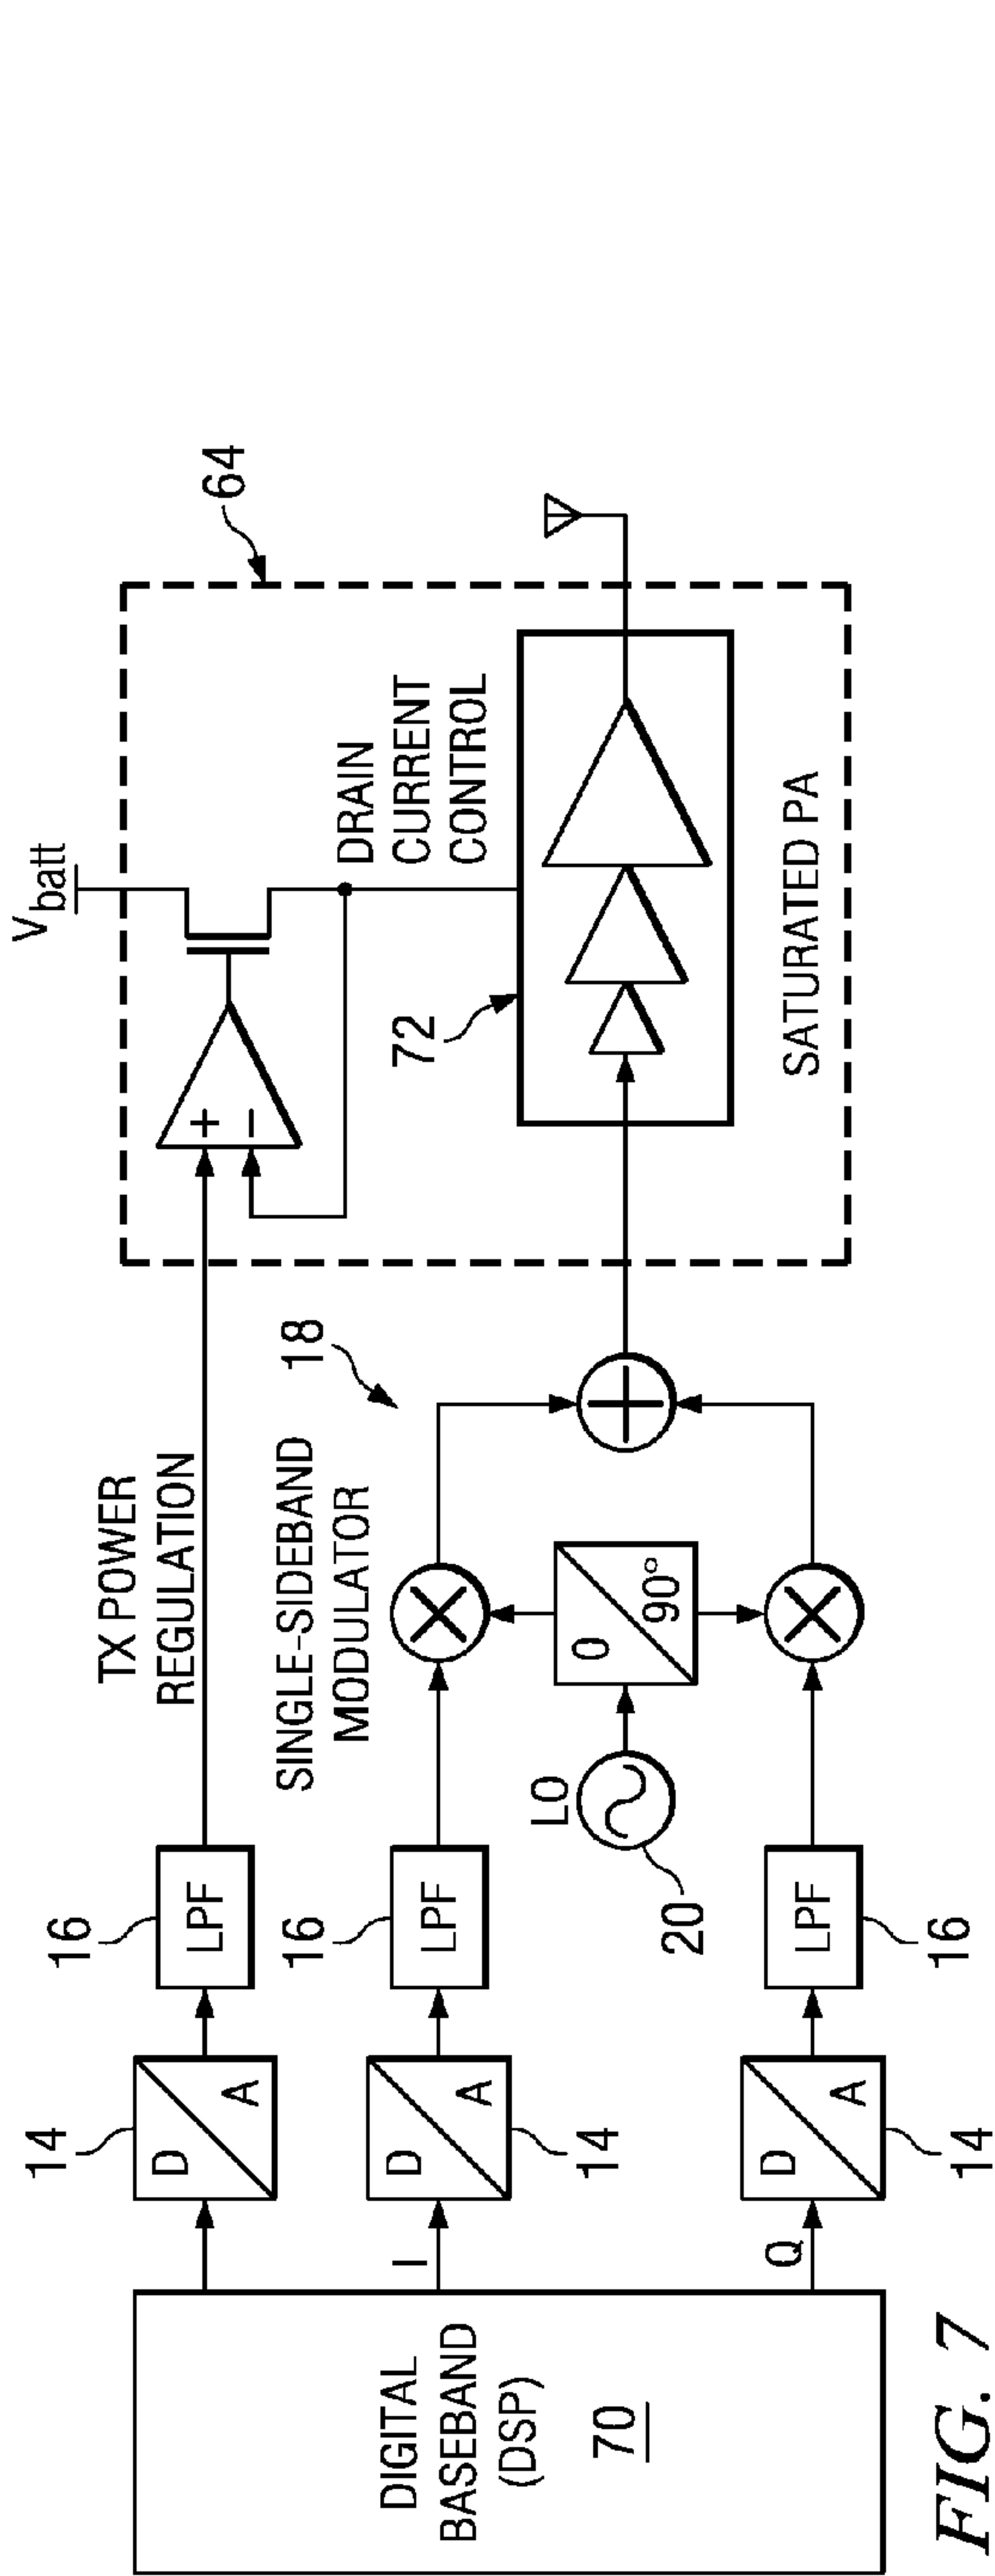 DIGITAL
BASEBAND
(DSP)
70
I
Q
D
A
14
D
A
14
D
A
14
LPF
16
LPF
16
LPF
16
TX POWER
REGULATION
SINGLE-SIDEBAND
MODULATOR
18
LO
20
0
90°
+
−
Vbatt
DRAIN
CURRENT
CONTROL
64
72
SATURATED PA
FIG. 7